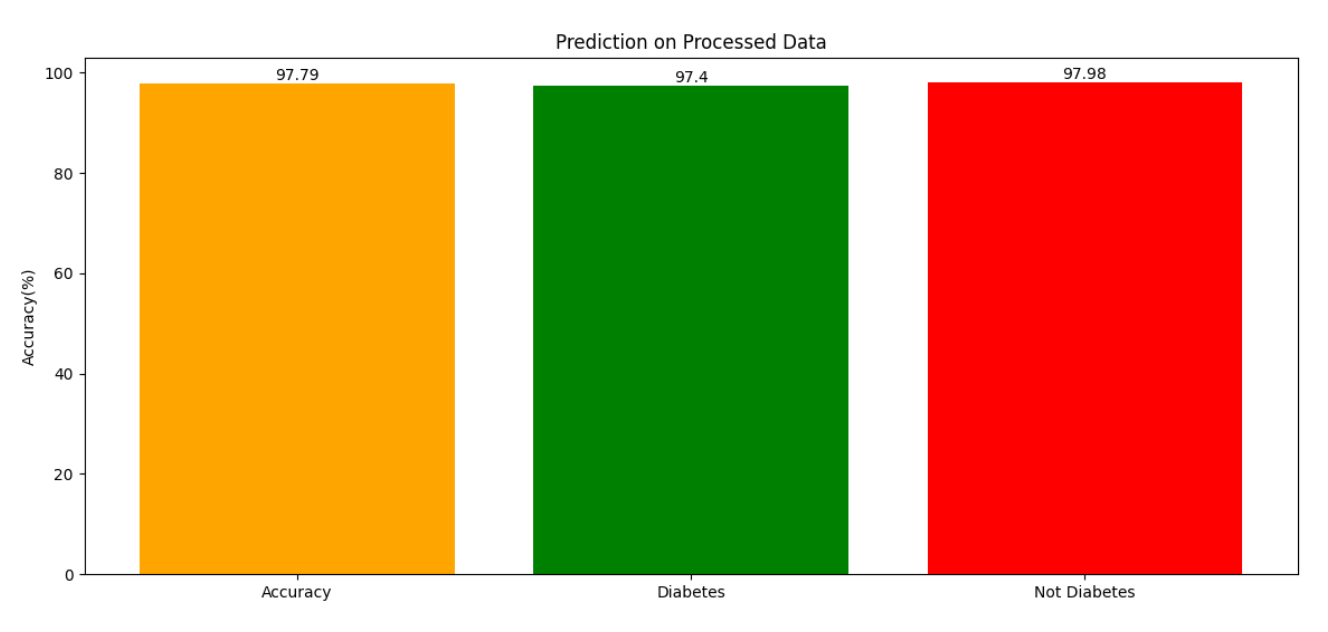 Prediction on Processed Data
Accuracy(%)
100
80
60
40
20
0
97.79
97.4
97.98
Accuracy
Diabetes
Not Diabetes